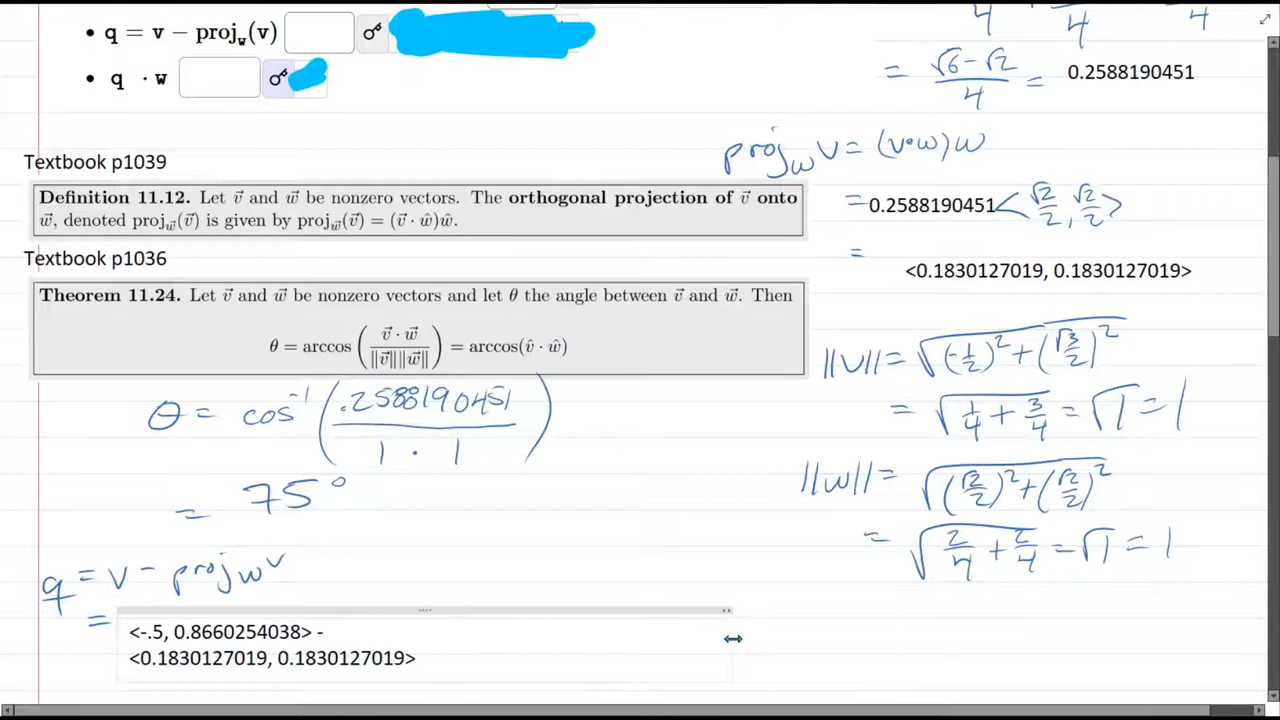 • q = v − proj_w(v)
• q · w
Textbook p1039
Definition 11.12. Let v⃗ and w⃗ be nonzero vectors. The orthogonal projection of v⃗ onto
w⃗, denoted proj_w⃗(v⃗) is given by proj_w⃗(v⃗) = (v⃗ · ŵ)ŵ.
Textbook p1036
Theorem 11.24. Let v⃗ and w⃗ be nonzero vectors and let θ the angle between v⃗ and w⃗. Then
θ = arccos( v⃗ · w⃗ / ‖v⃗‖‖w⃗‖ ) = arccos(v̂ · ŵ)
θ = cos⁻¹( .2588190451 / 1 · 1 )
= 75°
q = v − proj_w v
=
<-.5, 0.8660254038> -
<0.1830127019, 0.1830127019>
4 + 4 4
= √6 − √2 / 4 = 0.2588190451
proj_w v = (v•w)w
= 0.2588190451 < √2/2, √2/2 >
=
<0.1830127019, 0.1830127019>
||v|| = √(-1/2)² + (√3/2)²
= √1/4 + 3/4 = √1 = 1
||w|| = √(√2/2)² + (√2/2)²
= √2/4 + 2/4 = √1 = 1